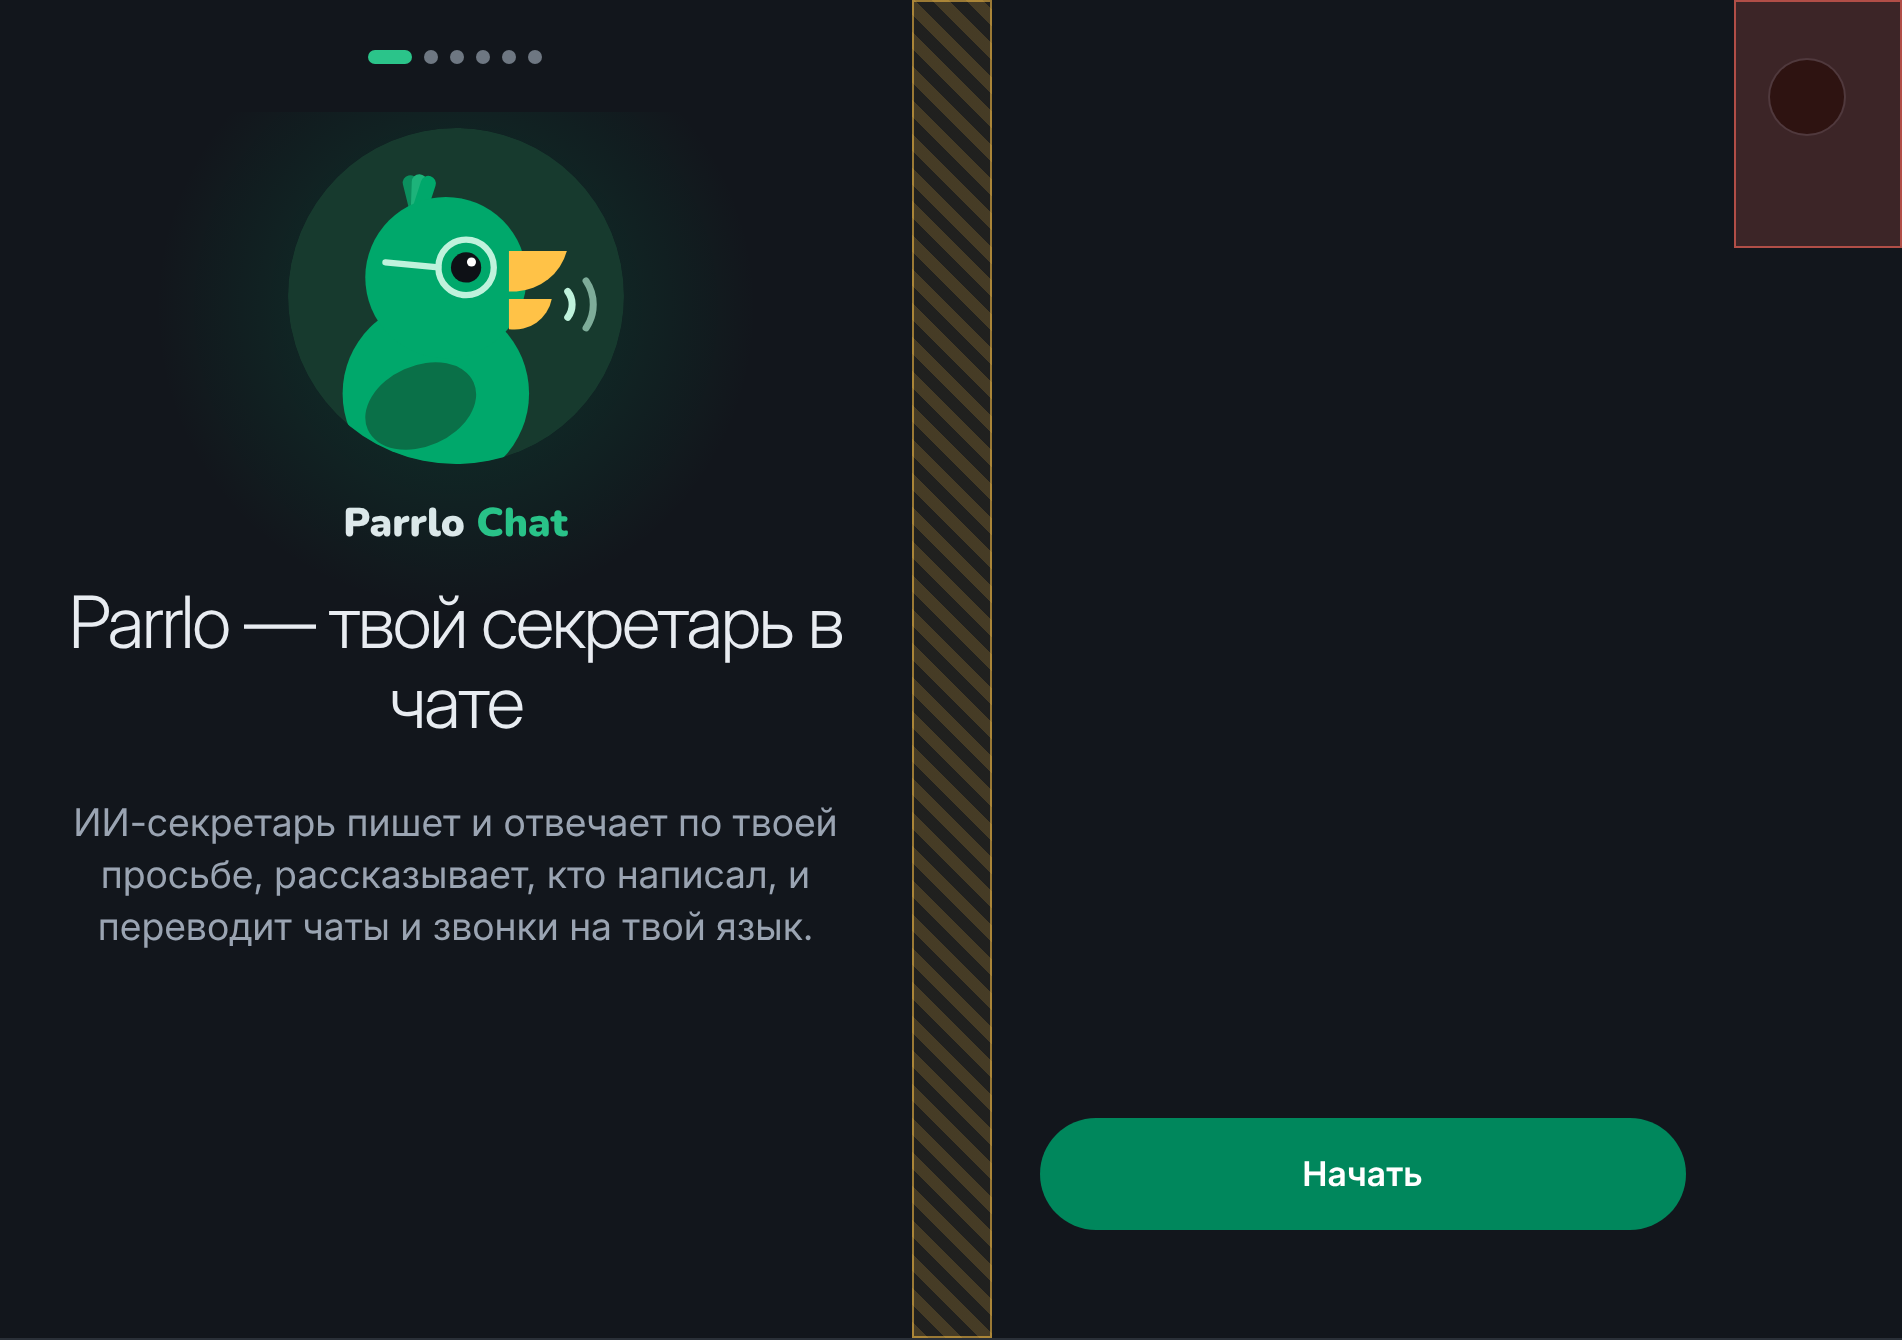 Parrlo Chat
Parrlo — твой секретарь в
чате
ИИ-секретарь пишет и отвечает по твоей
просьбе, рассказывает, кто написал, и
переводит чаты и звонки на твой язык.
Начать